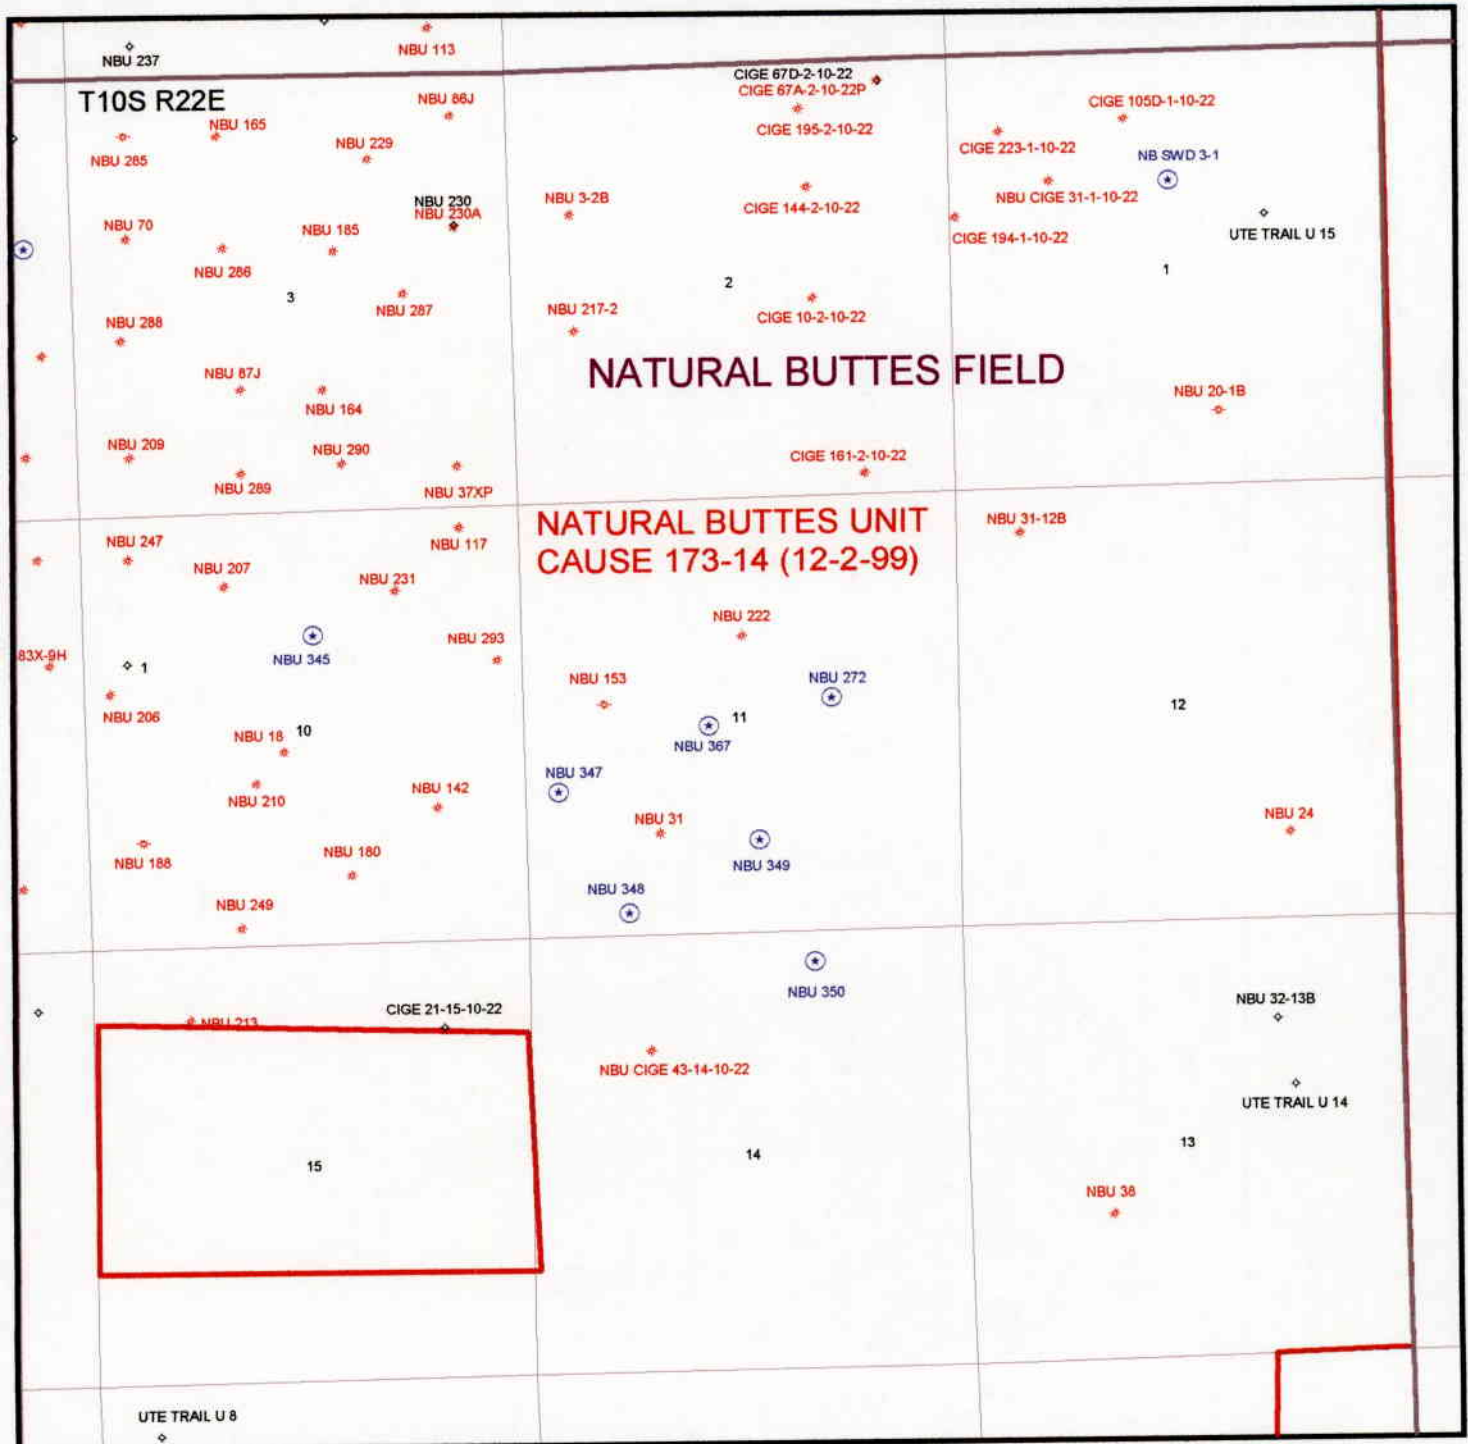 NBU 237
NBU 113
T10S R22E
CIGE 67D-2-10-22
CIGE 67A-2-10-22P
NBU 86J
CIGE 105D-1-10-22
NBU 165
CIGE 195-2-10-22
NBU 229
CIGE 223-1-10-22
NB SWD 3-1
NBU 285
NBU 230
NBU 230A
NBU 3-2B
CIGE 144-2-10-22
NBU CIGE 31-1-10-22
NBU 70
NBU 185
CIGE 194-1-10-22
UTE TRAIL U 15
NBU 286
3
2
1
NBU 287
NBU 217-2
CIGE 10-2-10-22
NBU 288
NATURAL BUTTES FIELD
NBU 87J
NBU 164
NBU 20-1B
NBU 209
NBU 290
CIGE 161-2-10-22
NBU 289
NBU 37XP
NATURAL BUTTES UNIT
CAUSE 173-14 (12-2-99)
NBU 31-12B
NBU 247
NBU 117
NBU 207
NBU 231
NBU 222
83X-9H
1
NBU 345
NBU 293
NBU 153
NBU 272
NBU 206
NBU 18
10
11
12
NBU 367
NBU 347
NBU 210
NBU 142
NBU 31
NBU 24
NBU 188
NBU 180
NBU 349
NBU 348
NBU 249
NBU 350
NBU 32-13B
NBU 213
CIGE 21-15-10-22
NBU CIGE 43-14-10-22
UTE TRAIL U 14
15
14
13
NBU 38
UTE TRAIL U 8